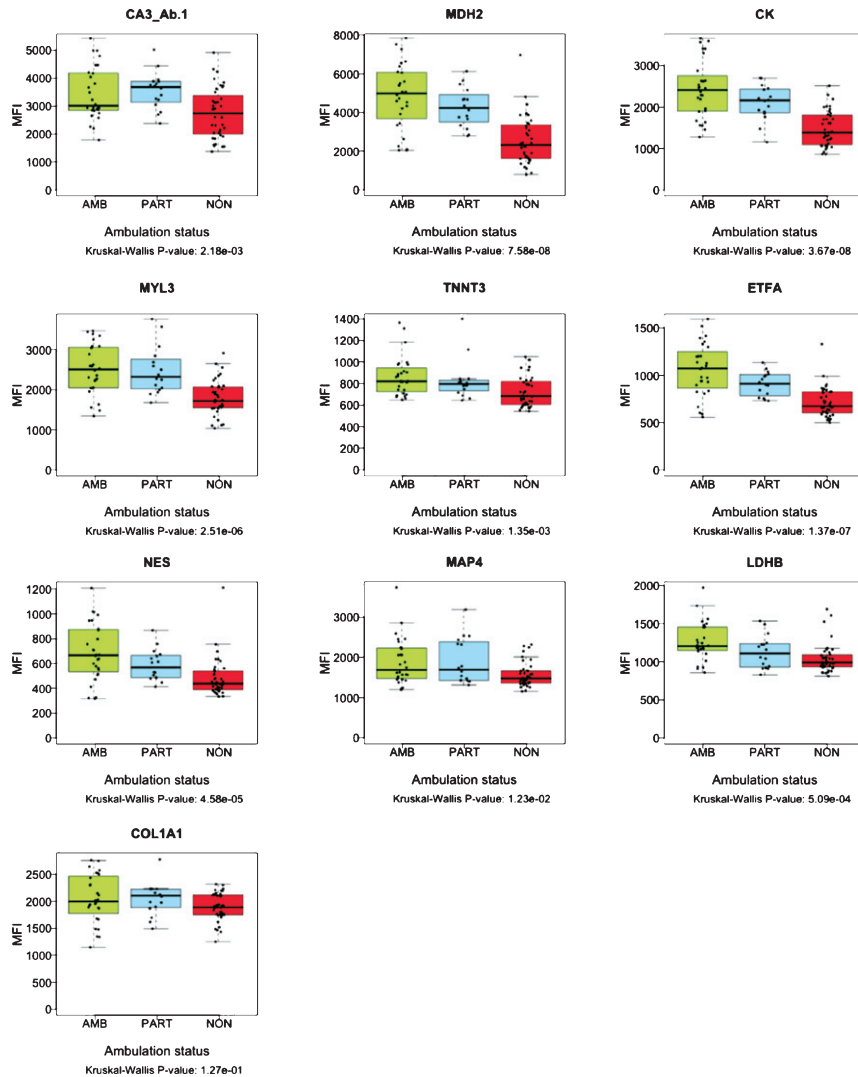 CA3_Ab.1 MDH2 CK
MFI 5000 4000 3000 2000 1000 0
MFI 8000 6000 4000 2000 0
MFI 3000 2000 1000 0
AMB PART NON AMB PART NON AMB PART NON
Ambulation status Ambulation status Ambulation status
Kruskal-Wallis P-value: 2.18e-03 Kruskal-Wallis P-value: 7.58e-08 Kruskal-Wallis P-value: 3.67e-08
MYL3 TNNT3 ETFA
MFI 3000 2000 1000 0
MFI 1400 1200 1000 800 600 400 200 0
MFI 1500 1000 500 0
AMB PART NON AMB PART NON AMB PART NON
Ambulation status Ambulation status Ambulation status
Kruskal-Wallis P-value: 2.51e-06 Kruskal-Wallis P-value: 1.35e-03 Kruskal-Wallis P-value: 1.37e-07
NES MAP4 LDHB
MFI 1200 1000 800 600 400 200 0
MFI 3000 2000 1000 0
MFI 2000 1500 1000 500 0
AMB PART NON AMB PART NON AMB PART NON
Ambulation status Ambulation status Ambulation status
Kruskal-Wallis P-value: 4.58e-05 Kruskal-Wallis P-value: 1.23e-02 Kruskal-Wallis P-value: 5.09e-04
COL1A1
MFI 2500 2000 1500 1000 500 0
AMB PART NON
Ambulation status
Kruskal-Wallis P-value: 1.27e-01